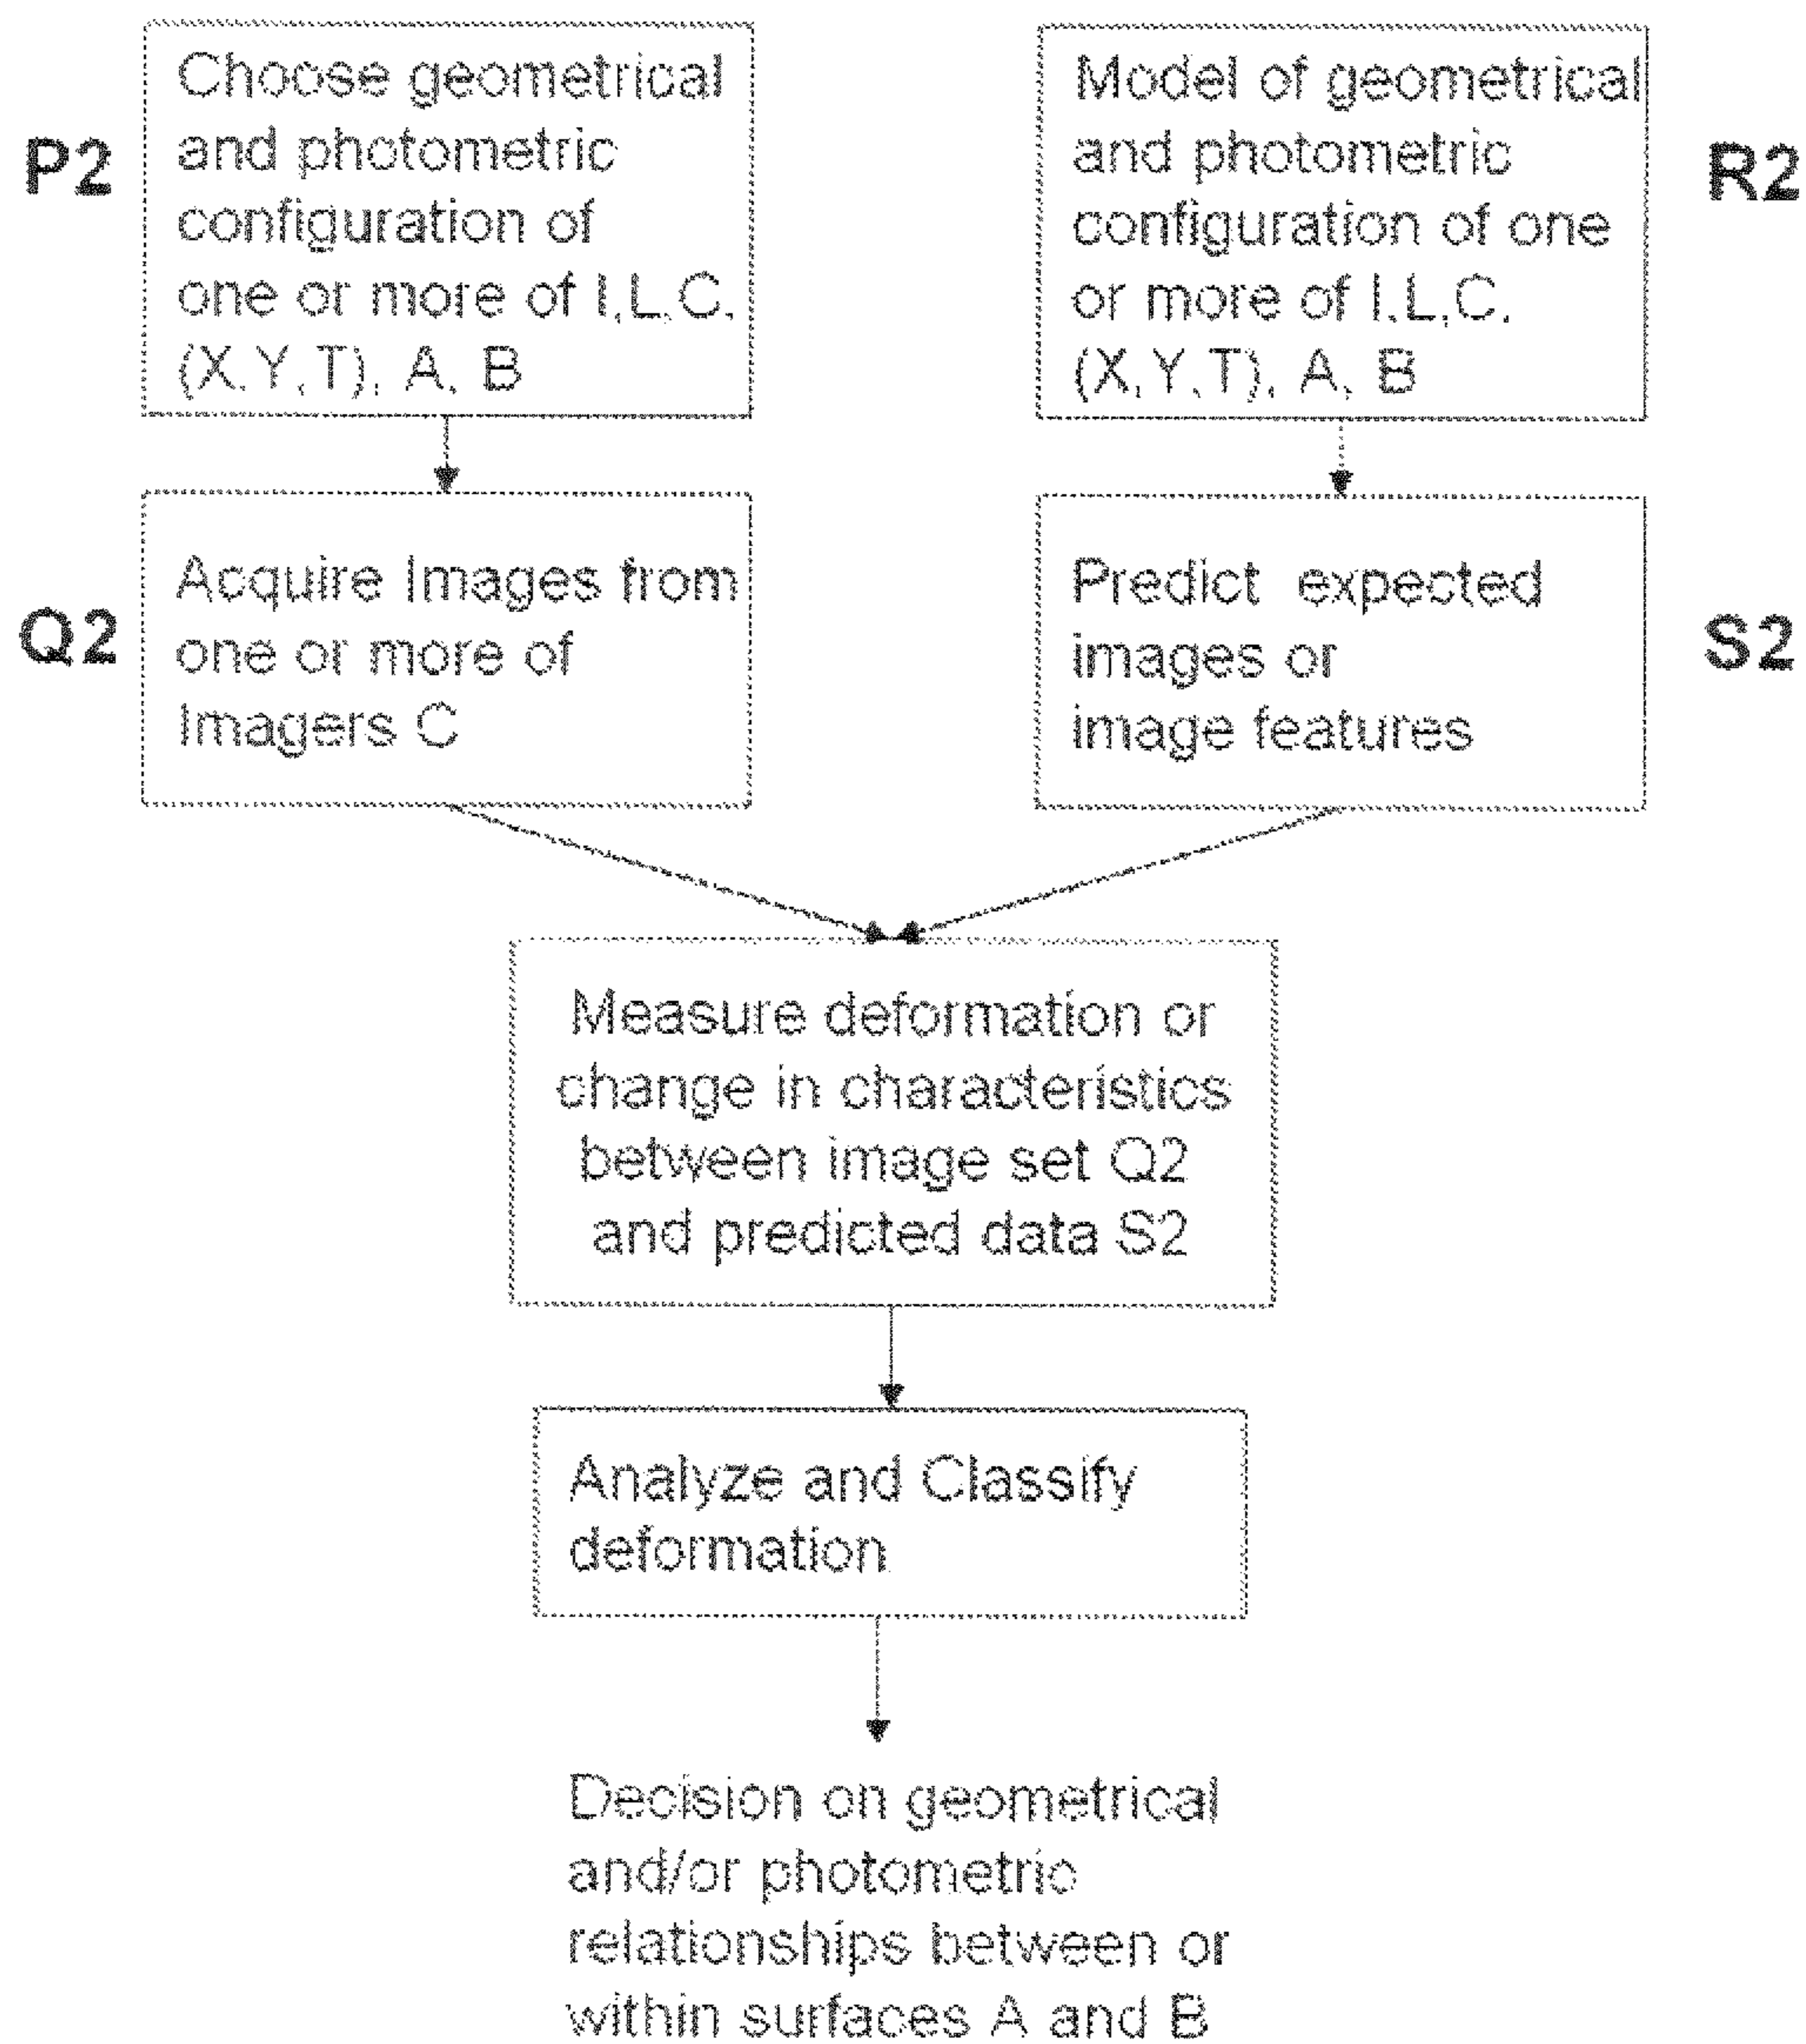 P2
Choose geometrical
and photometric
configuration of
one or more of I,L,C,
(X,Y,T), A, B
R2
Model of geometrical
and photometric
configuration of one
or more of I,L,C,
(X,Y,T), A, B
Q2
Acquire Images from
one or more of
Imagers C
S2
Predict expected
images or
image features
Measure deformation or
change in characteristics
between image set Q2
and predicted data S2
Analyze and Classify
deformation
Decision on geometrical
and/or photometric
relationships between or
within surfaces A and B